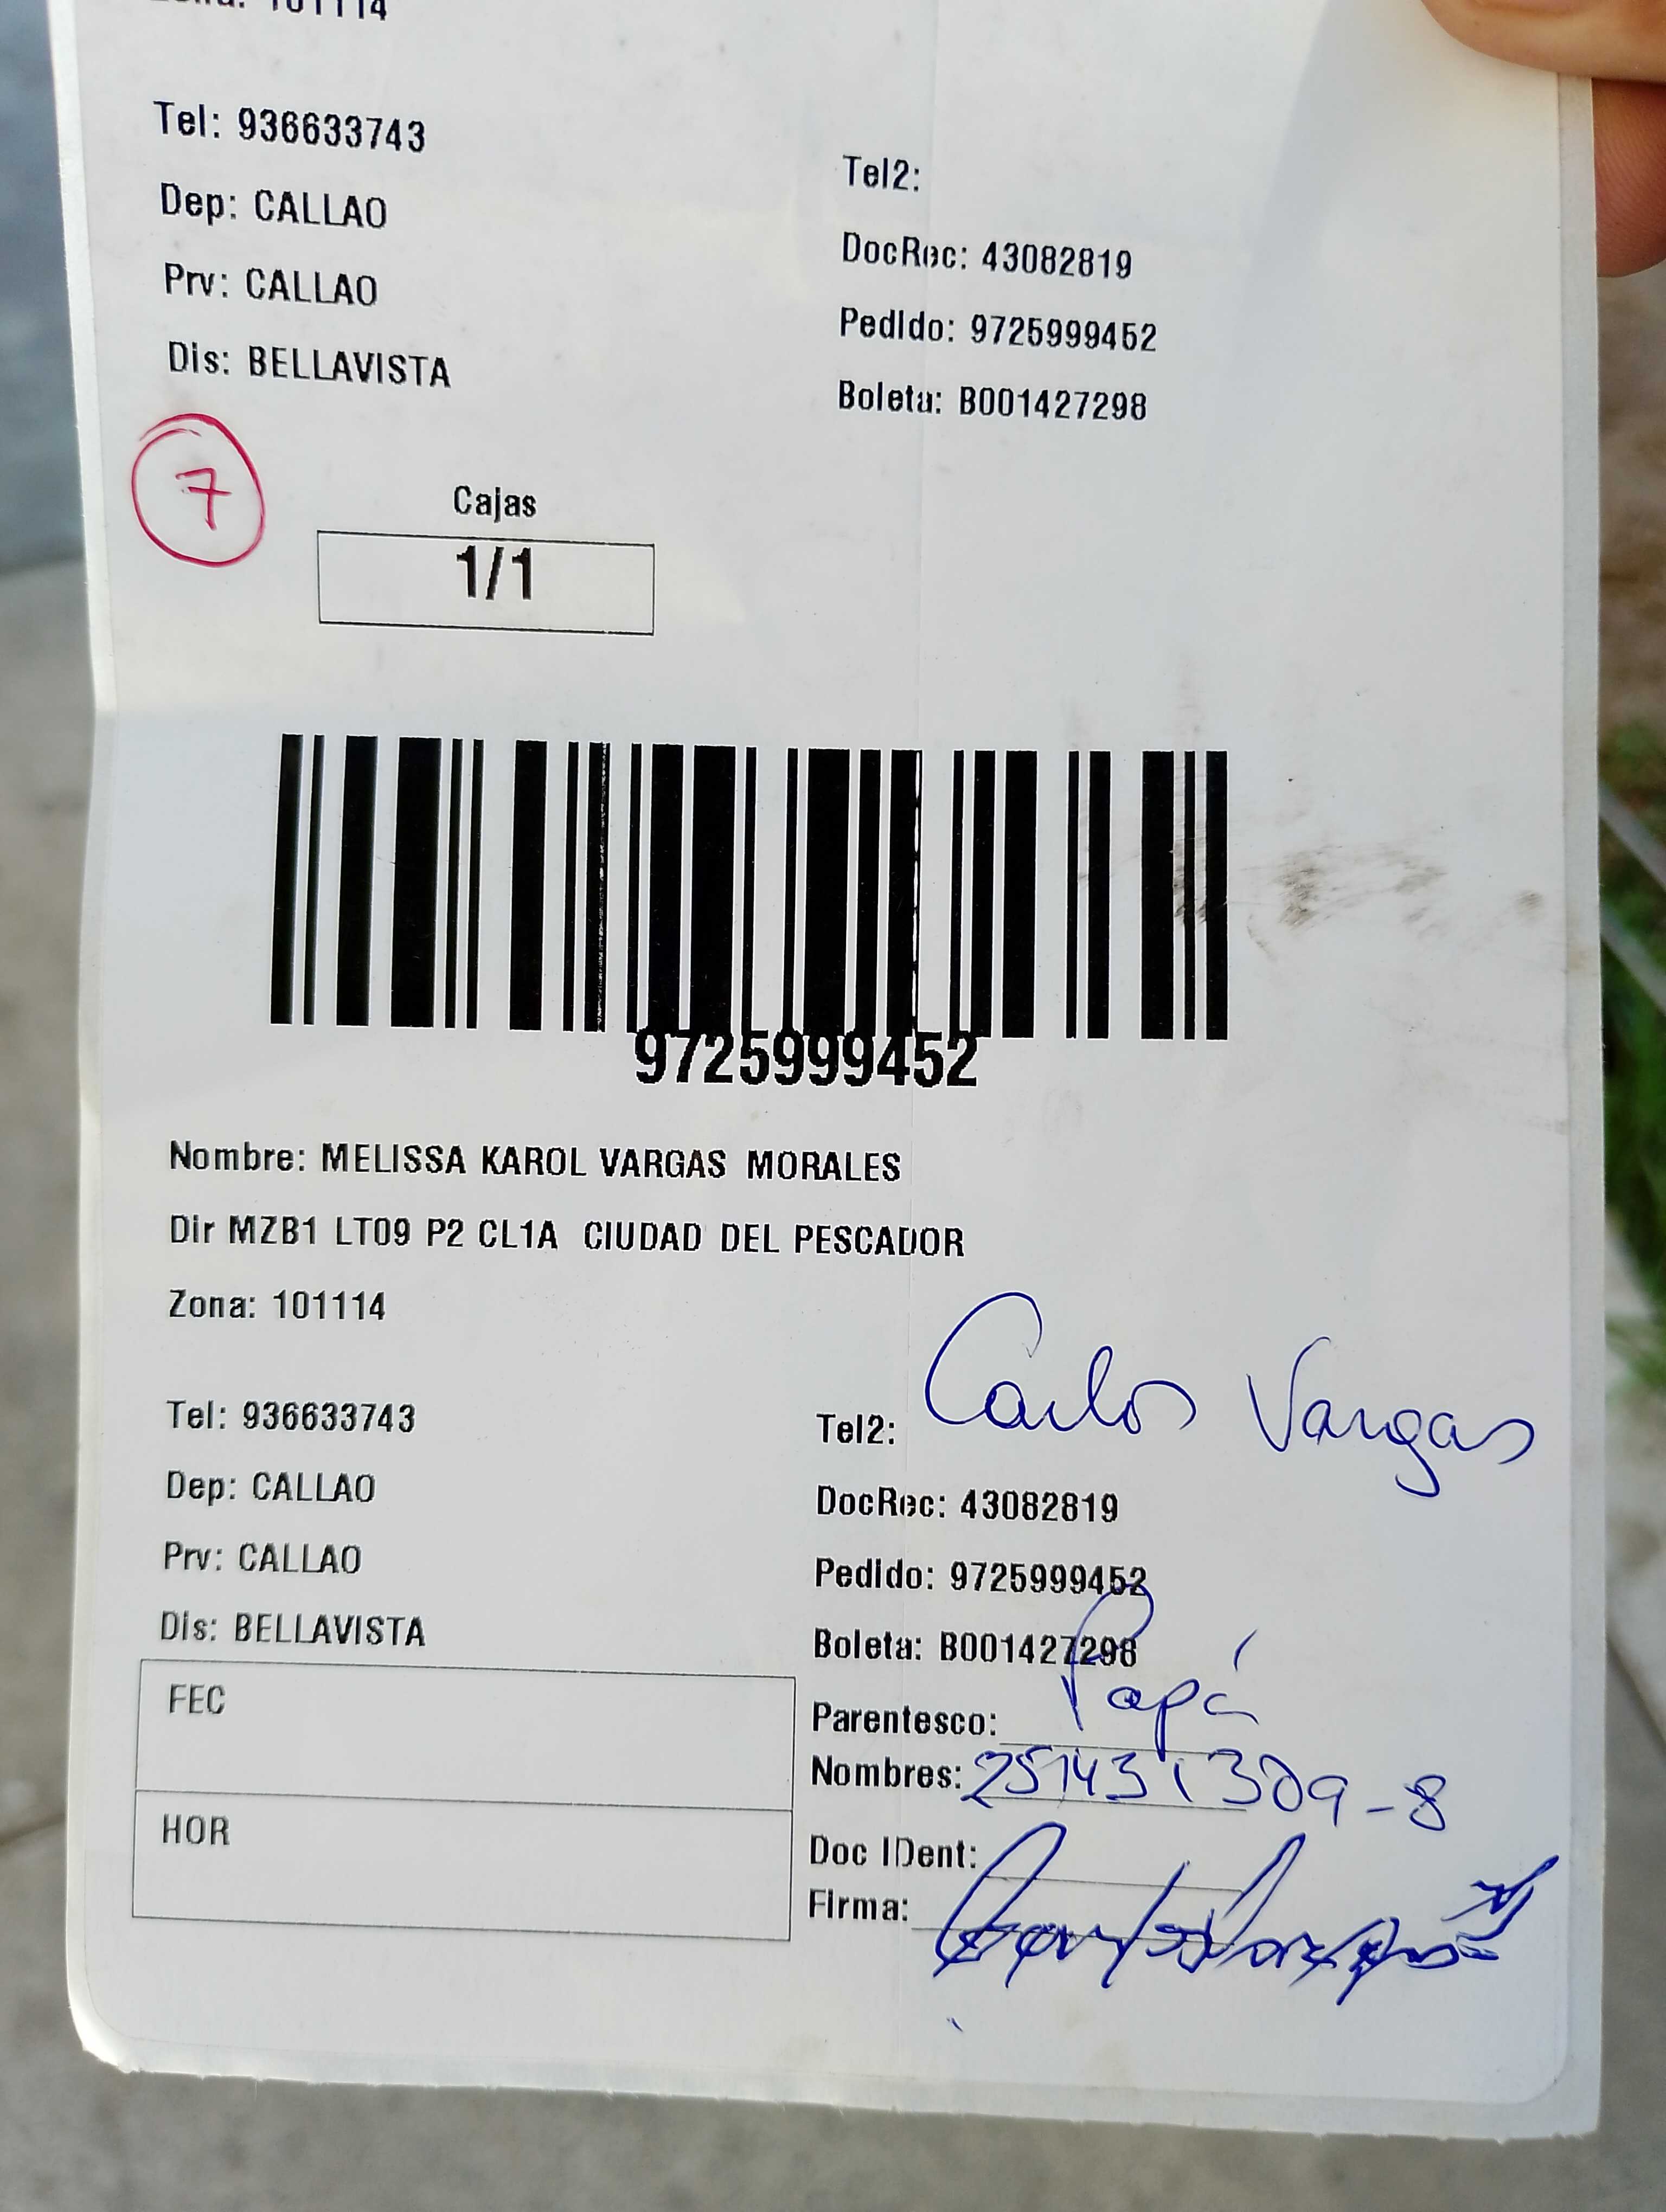 Zona: 101114
Tel: 936633743
Tel2:
Dep: CALLAO
DocRec: 43082819
Prv: CALLAO
Pedido: 9725999452
Dis: BELLAVISTA
Boleta: B001427298
7
Cajas
1/1
9725999452
Nombre: MELISSA KAROL VARGAS MORALES
Dir MZB1 LT09 P2 CL1A CIUDAD DEL PESCADOR
Zona: 101114
Carlos Vargas
Tel: 936633743
Tel2:
Dep: CALLAO
DocRec: 43082819
Prv: CALLAO
Pedido: 9725999452
Dis: BELLAVISTA
Boleta: B001427298
FEC
Parentesco: Papá
Nombres:
HOR
Doc IDent:
Firma: